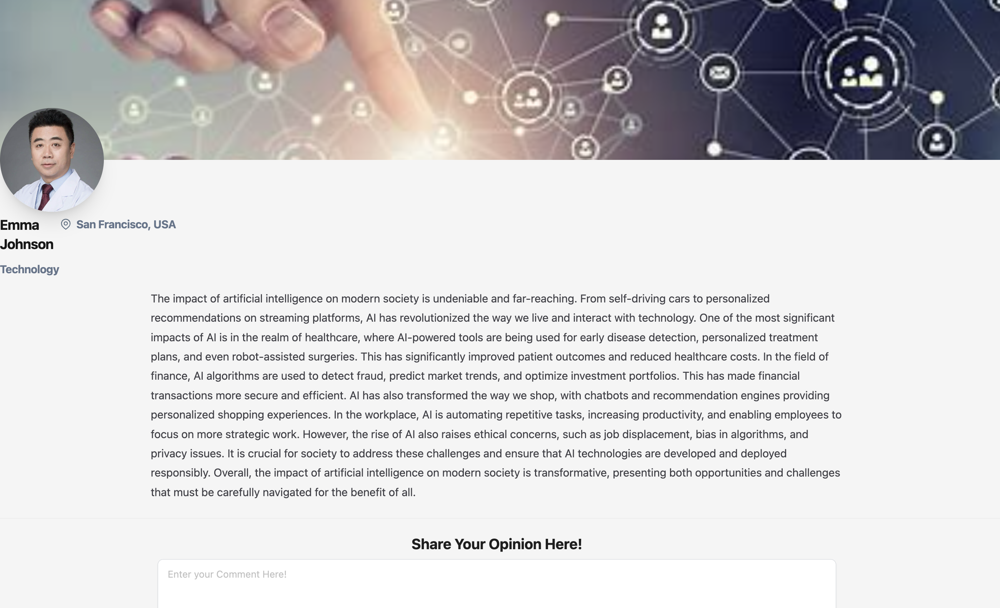 Emma
Johnson
San Francisco, USA
Technology
The impact of artificial intelligence on modern society is undeniable and far-reaching. From self-driving cars to personalized
recommendations on streaming platforms, AI has revolutionized the way we live and interact with technology. One of the most significant
impacts of AI is in the realm of healthcare, where AI-powered tools are being used for early disease detection, personalized treatment
plans, and even robot-assisted surgeries. This has significantly improved patient outcomes and reduced healthcare costs. In the field of
finance, AI algorithms are used to detect fraud, predict market trends, and optimize investment portfolios. This has made financial
transactions more secure and efficient. AI has also transformed the way we shop, with chatbots and recommendation engines providing
personalized shopping experiences. In the workplace, AI is automating repetitive tasks, increasing productivity, and enabling employees to
focus on more strategic work. However, the rise of AI also raises ethical concerns, such as job displacement, bias in algorithms, and
privacy issues. It is crucial for society to address these challenges and ensure that AI technologies are developed and deployed
responsibly. Overall, the impact of artificial intelligence on modern society is transformative, presenting both opportunities and challenges
that must be carefully navigated for the benefit of all.
Share Your Opinion Here!
Enter your Comment Here!